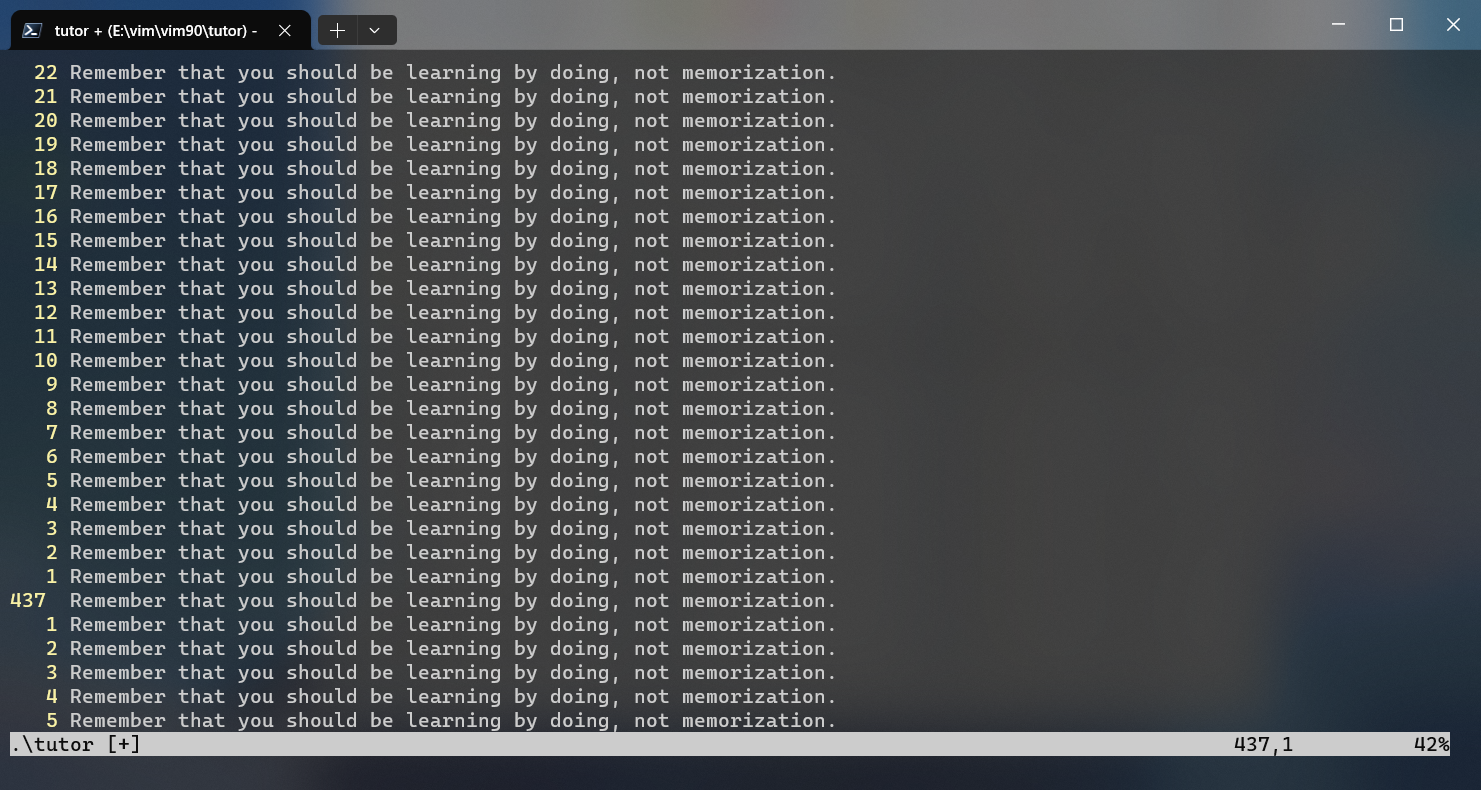 tutor + (E:\vim\vim90\tutor) -
22 Remember that you should be learning by doing, not memorization.
21 Remember that you should be learning by doing, not memorization.
20 Remember that you should be learning by doing, not memorization.
19 Remember that you should be learning by doing, not memorization.
18 Remember that you should be learning by doing, not memorization.
17 Remember that you should be learning by doing, not memorization.
16 Remember that you should be learning by doing, not memorization.
15 Remember that you should be learning by doing, not memorization.
14 Remember that you should be learning by doing, not memorization.
13 Remember that you should be learning by doing, not memorization.
12 Remember that you should be learning by doing, not memorization.
11 Remember that you should be learning by doing, not memorization.
10 Remember that you should be learning by doing, not memorization.
9 Remember that you should be learning by doing, not memorization.
8 Remember that you should be learning by doing, not memorization.
7 Remember that you should be learning by doing, not memorization.
6 Remember that you should be learning by doing, not memorization.
5 Remember that you should be learning by doing, not memorization.
4 Remember that you should be learning by doing, not memorization.
3 Remember that you should be learning by doing, not memorization.
2 Remember that you should be learning by doing, not memorization.
1 Remember that you should be learning by doing, not memorization.
437 Remember that you should be learning by doing, not memorization.
1 Remember that you should be learning by doing, not memorization.
2 Remember that you should be learning by doing, not memorization.
3 Remember that you should be learning by doing, not memorization.
4 Remember that you should be learning by doing, not memorization.
5 Remember that you should be learning by doing, not memorization.
.\tutor [+] 437,1 42%